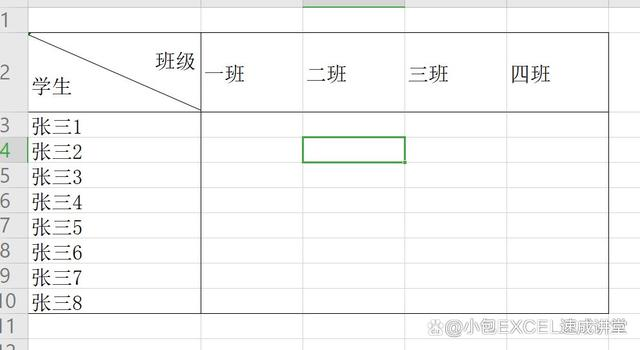 1
班级
2 学生 一班 二班 三班 四班
3 张三1
4 张三2
5 张三3
6 张三4
7 张三5
8 张三6
9 张三7
10 张三8
11
小包EXCEL速成讲堂